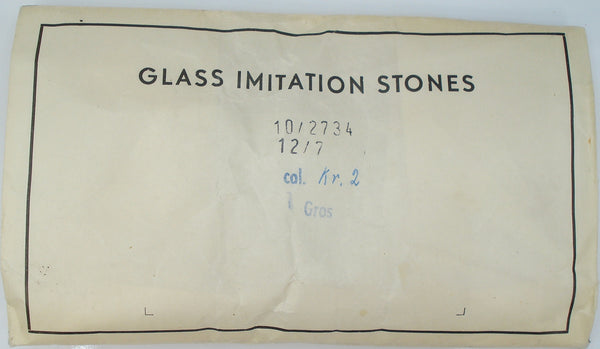 GLASS IMITATION STONES
10/2734
12/7
col. Kr. 2
1 Gros